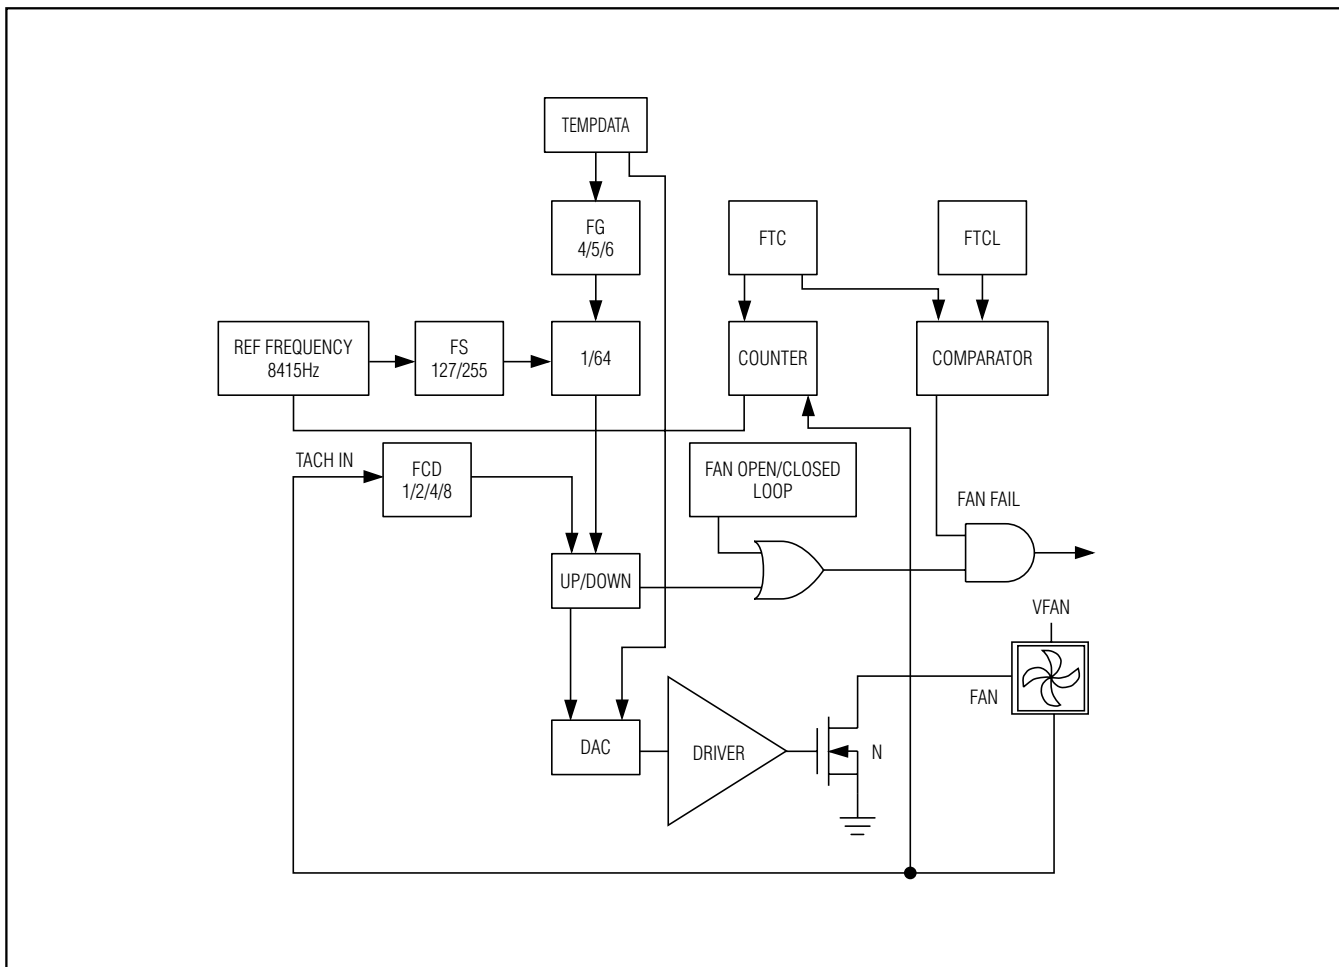 TEMPDATA
FG
4/5/6
FTC
FTCL
REF FREQUENCY
8415Hz
FS
127/255
1/64
COUNTER
COMPARATOR
TACH IN
FCD
1/2/4/8
FAN OPEN/CLOSED
LOOP
FAN FAIL
UP/DOWN
VFAN
FAN
DAC
DRIVER
N